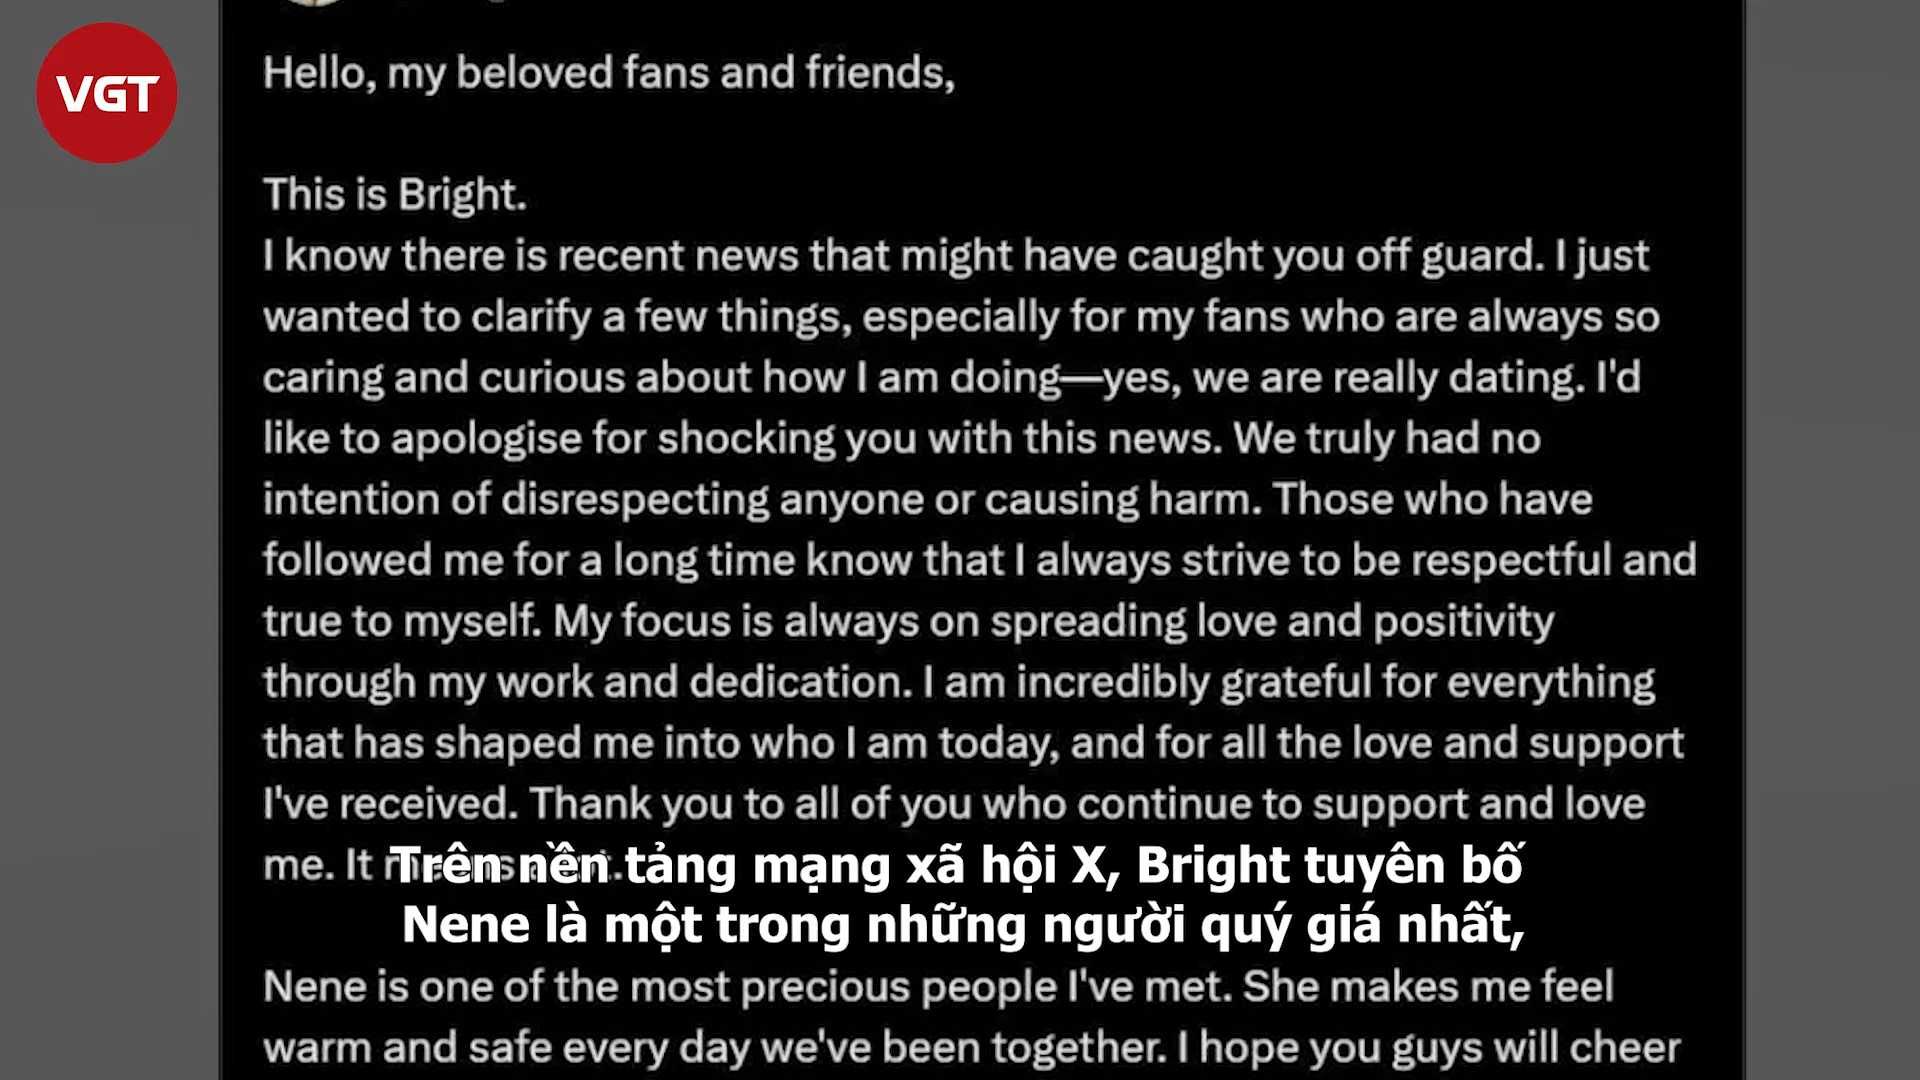 VGT
Hello, my beloved fans and friends,
This is Bright.
I know there is recent news that might have caught you off guard. I just
wanted to clarify a few things, especially for my fans who are always so
caring and curious about how I am doing—yes, we are really dating. I'd
like to apologise for shocking you with this news. We truly had no
intention of disrespecting anyone or causing harm. Those who have
followed me for a long time know that I always strive to be respectful and
true to myself. My focus is always on spreading love and positivity
through my work and dedication. I am incredibly grateful for everything
that has shaped me into who I am today, and for all the love and support
I've received. Thank you to all of you who continue to support and love
me. It
Trên nền tảng mạng xã hội X, Bright tuyên bố
Nene là một trong những người quý giá nhất,
Nene is one of the most precious people I've met. She makes me feel
warm and safe every day we've been together. I hope you guys will cheer